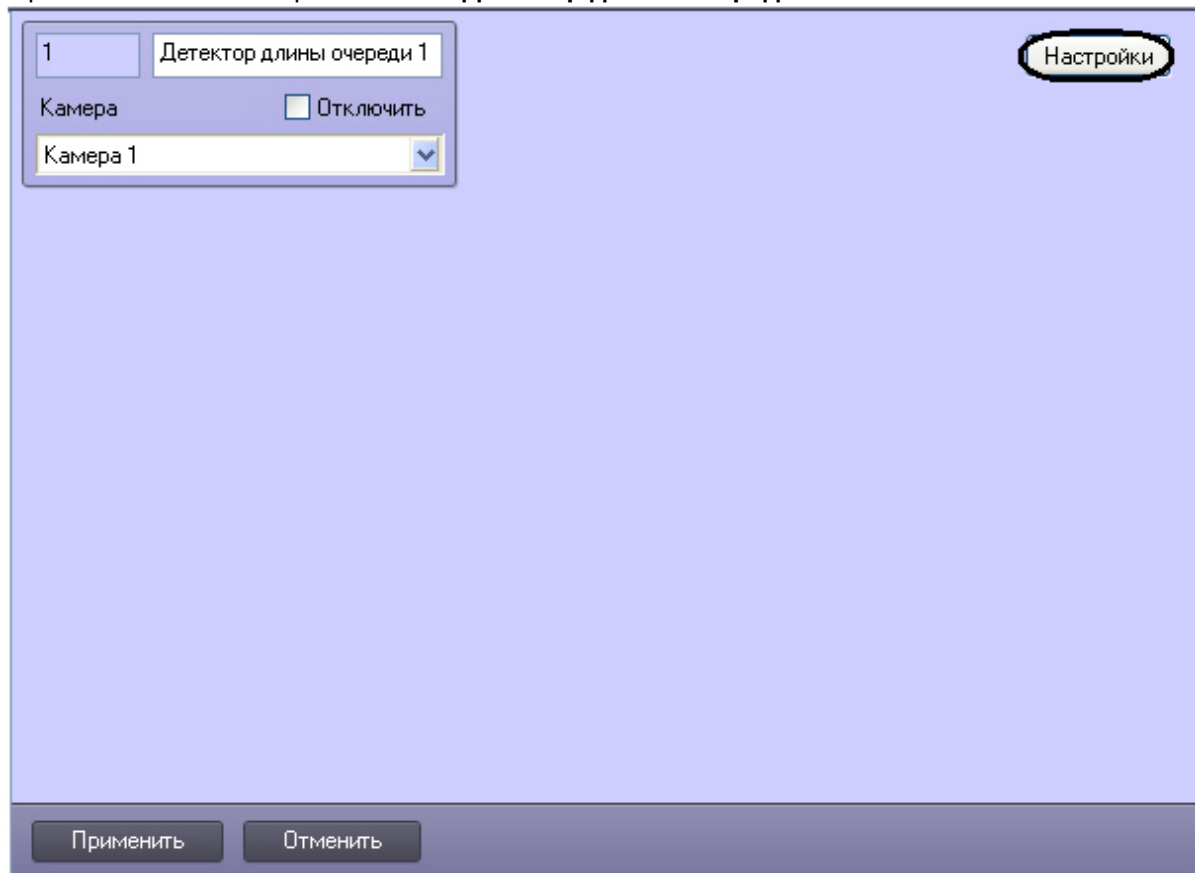 1
Детектор длины очереди 1
Настройки
Камера
Отключить
Камера 1
Применить
Отменить